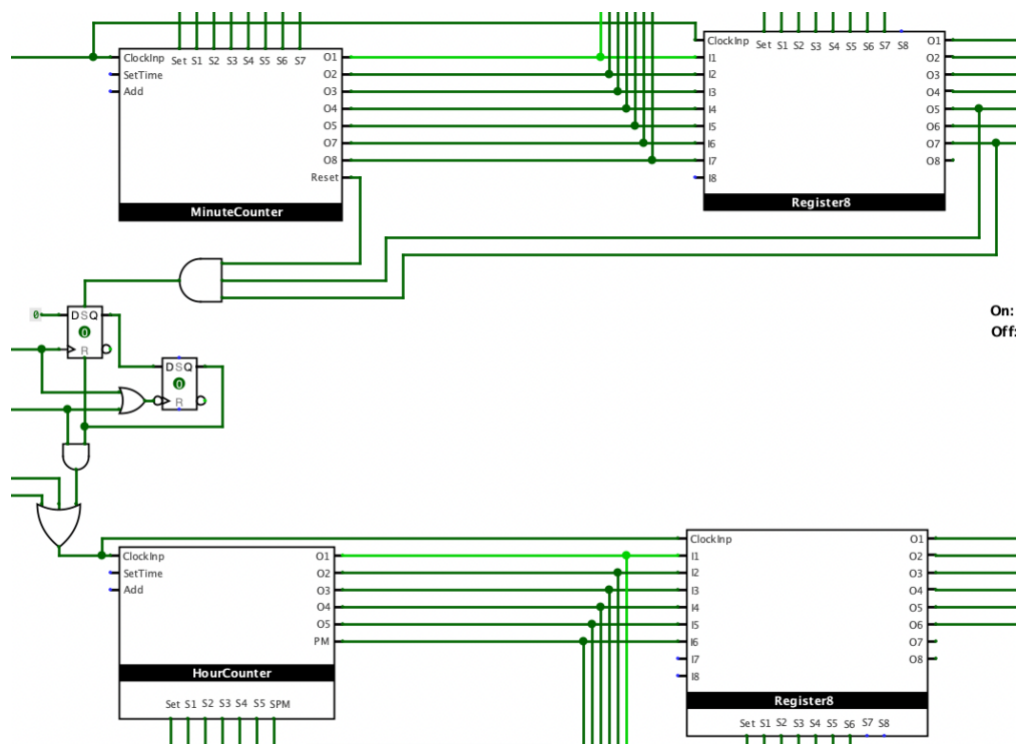 ClockInp Set S1 S2 S3 S4 S5 S6 S7 O1
SetTime O2
Add O3
O4
O5
O7
O8
Reset
MinuteCounter
ClockInp Set S1 S2 S3 S4 S5 S6 S7 S8 O1
I1 O2
I2 O3
I3 O4
I4 O5
I5 O6
I6 O7
I7 O8
I8
Register8
On:
Off:
0 D S Q
0
R
D S Q
0
R
ClockInp O1
SetTime O2
Add O3
O4
O5
PM
HourCounter
Set S1 S2 S3 S4 S5 SPM
ClockInp O1
I1 O2
I2 O3
I3 O4
I4 O5
I5 O6
I6 O7
I7 O8
I8
Register8
Set S1 S2 S3 S4 S5 S6 S7 S8